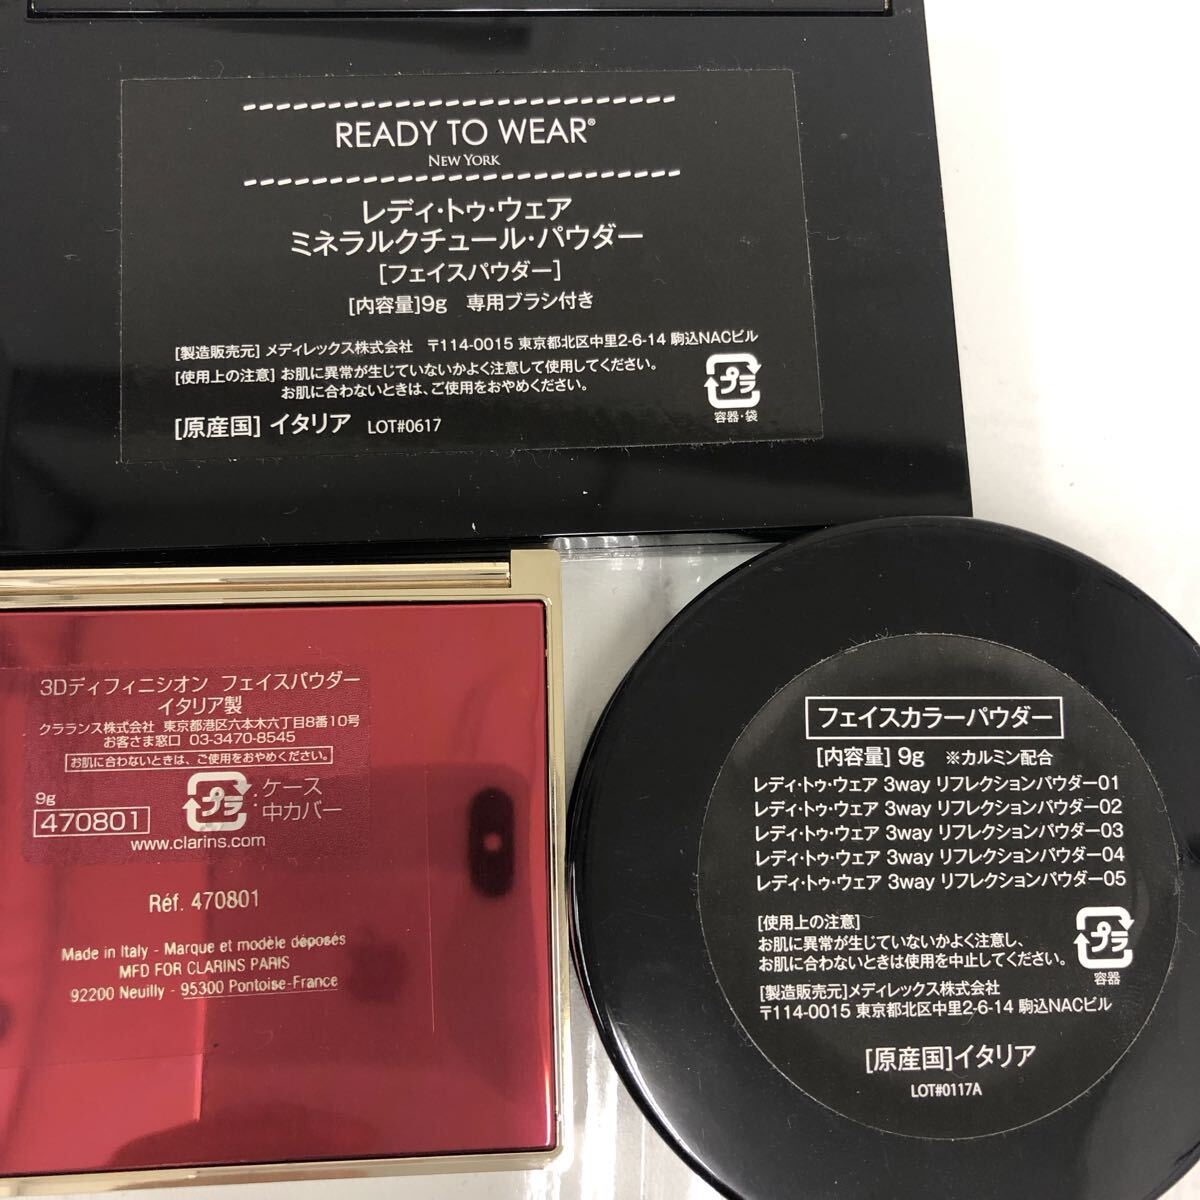 READY TO WEAR®
NEW YORK
レディ・トゥ・ウェア
ミネラルクチュール・パウダー
[フェイスパウダー]
[内容量]9g 専用ブラシ付き
[製造販売元] メディレックス株式会社 〒114-0015 東京都北区中里2-6-14 駒込NACビル
[使用上の注意] お肌に異常が生じていないかよく注意して使用してください。
お肌に合わないときは、ご使用をおやめください。
プラ
容器・袋
[原産国] イタリア LOT#0617
3Dディフィニシオン フェイスパウダー
イタリア製
クラランス株式会社 東京都港区六本木六丁目8番10号
お客さま窓口 03-3470-8545
お肌に合わないときは、ご使用をおやめください。
9g
470801
プラ
:ケース
中カバー
www.clarins.com
Réf. 470801
Made in Italy - Marque et modèle déposés
MFD FOR CLARINS PARIS
92200 Neuilly - 95300 Pontoise-France
フェイスカラーパウダー
[内容量] 9g ※カルミン配合
レディ・トゥ・ウェア 3way リフレクションパウダー01
レディ・トゥ・ウェア 3way リフレクションパウダー02
レディ・トゥ・ウェア 3way リフレクションパウダー03
レディ・トゥ・ウェア 3way リフレクションパウダー04
レディ・トゥ・ウェア 3way リフレクションパウダー05
[使用上の注意]
お肌に異常が生じていないかよく注意し、
お肌に合わないときは使用を中止してください。
プラ
容器
[製造販売元]メディレックス株式会社
〒114-0015 東京都北区中里2-6-14 駒込NACビル
[原産国]イタリア
LOT#0117A